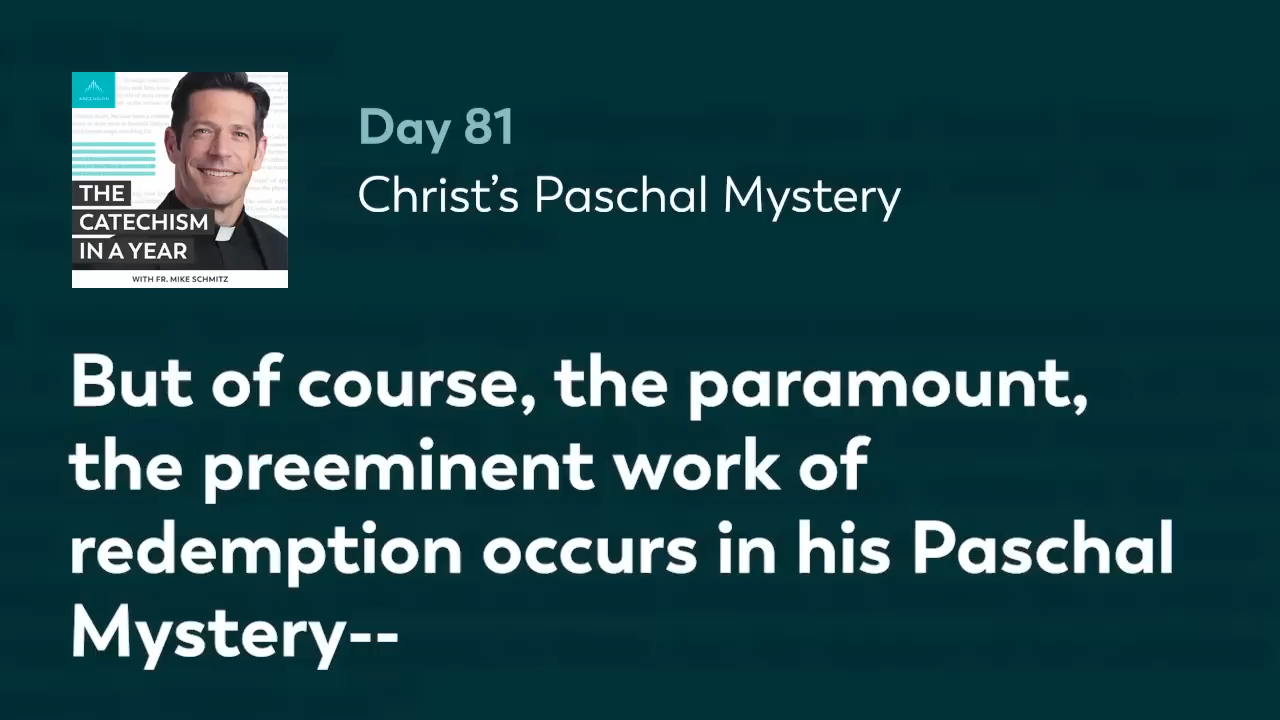 ASCENSION
THE
CATECHISM
IN A YEAR
WITH FR. MIKE SCHMITZ
Day 81
Christ’s Paschal Mystery
But of course, the paramount,
the preeminent work of
redemption occurs in his Paschal
Mystery--